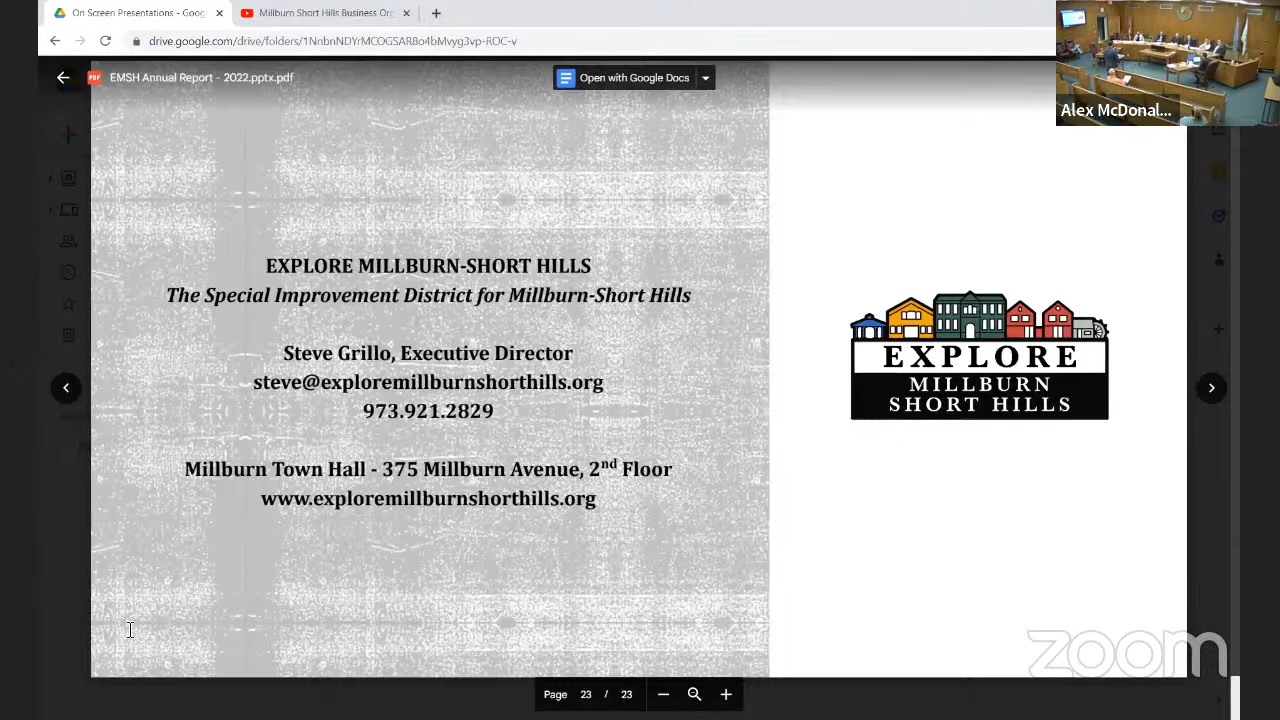 On Screen Presentations - Googl
Millburn Short Hills Business Org
drive.google.com/drive/folders/1NnbnNDYrMCOGSAR8o4bMvyg3vp-ROC-v
PDF
EMSH Annual Report - 2022.pptx.pdf
Open with Google Docs
Alex McDonal...
EXPLORE MILLBURN-SHORT HILLS
The Special Improvement District for Millburn-Short Hills
Steve Grillo, Executive Director
steve@exploremillburnshorthills.org
973.921.2829
Millburn Town Hall - 375 Millburn Avenue, 2nd Floor
www.exploremillburnshorthills.org
EXPLORE
MILLBURN
SHORT HILLS
zoom
Page 23 / 23